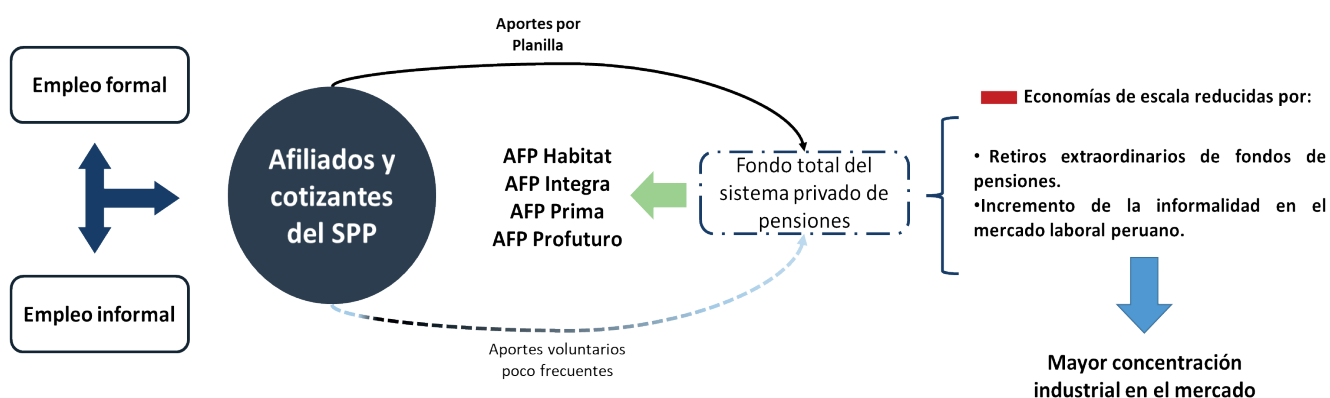 Empleo formal
Empleo informal
Afiliados y
cotizantes
del SPP
Aportes por
Planilla
AFP Habitat
AFP Integra
AFP Prima
AFP Profuturo
Aportes voluntarios
poco frecuentes
Fondo total del
sistema privado de
pensiones
Economías de escala reducidas por:
• Retiros extraordinarios de fondos de
pensiones.
•Incremento de la informalidad en el
mercado laboral peruano.
Mayor concentración
industrial en el mercado